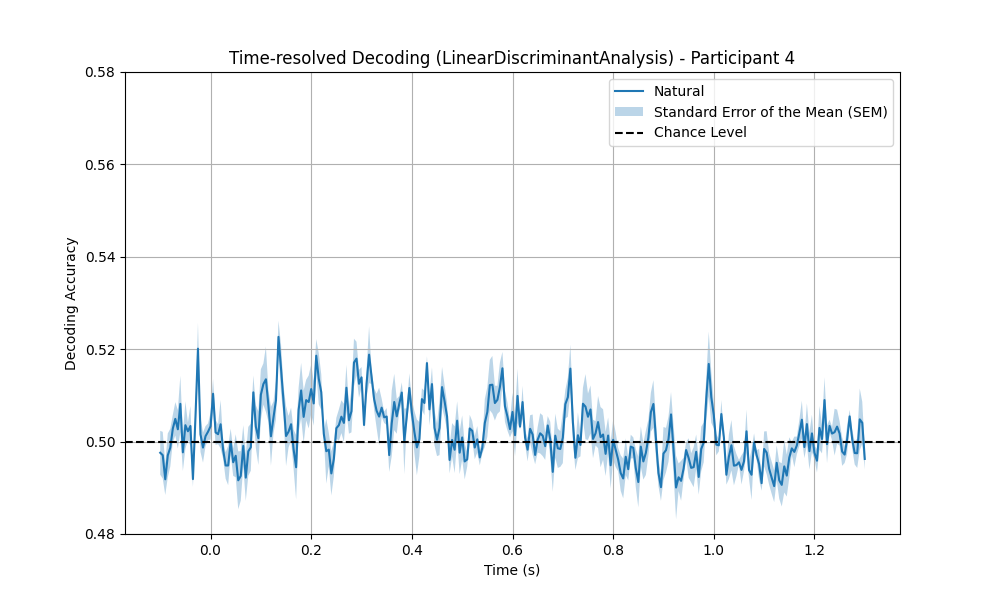 Time-resolved Decoding (LinearDiscriminantAnalysis) - Participant 4
Natural
Standard Error of the Mean (SEM)
Chance Level
Decoding Accuracy
0.58
0.56
0.54
0.52
0.50
0.48
0.0 0.2 0.4 0.6 0.8 1.0 1.2
Time (s)